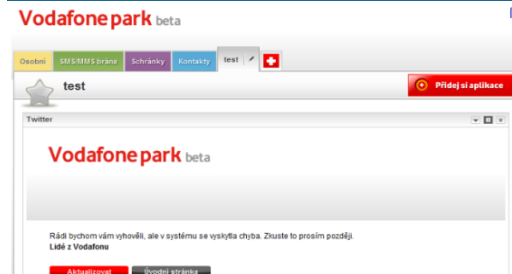 Vodafone park beta
Osobní SMS/MMS brána Schránky Kontakty test
test
Přidej si aplikace
Twitter
Vodafone park beta
Rádi bychom vám vyhověli, ale v systému se vyskytla chyba. Zkuste to prosím později.
Lidé z Vodafonu
Aktualizovat Úvodní stránka